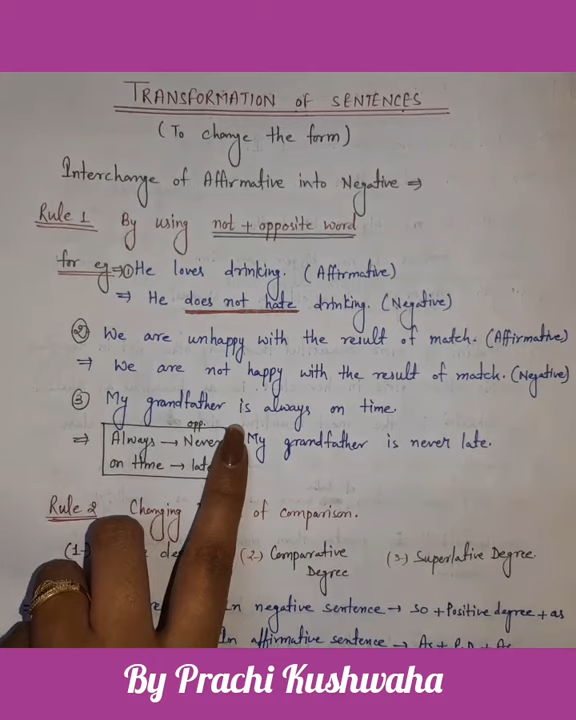 TRANSFORMATION OF SENTENCES
(To change the form)
Interchange of Affirmative into Negative ⇒
Rule 1 By using not + opposite word
for eg ⇒ ① He loves drinking. (Affirmative)
⇒ He does not hate drinking. (Negative)
② We are unhappy with the result of match. (Affirmative)
⇒ We are not happy with the result of match. (Negative)
③ My grandfather is always on time.
opp.
⇒ Always → Never My grandfather is never late.
on time → late
Rule 2 Changing of comparison.
(1-) (2-) Comparative Degree (3-) Superlative Degree.
In negative sentence → so + Positive degree + as
In affirmative sentence → As + P.D + As
By Prachi Kushwaha